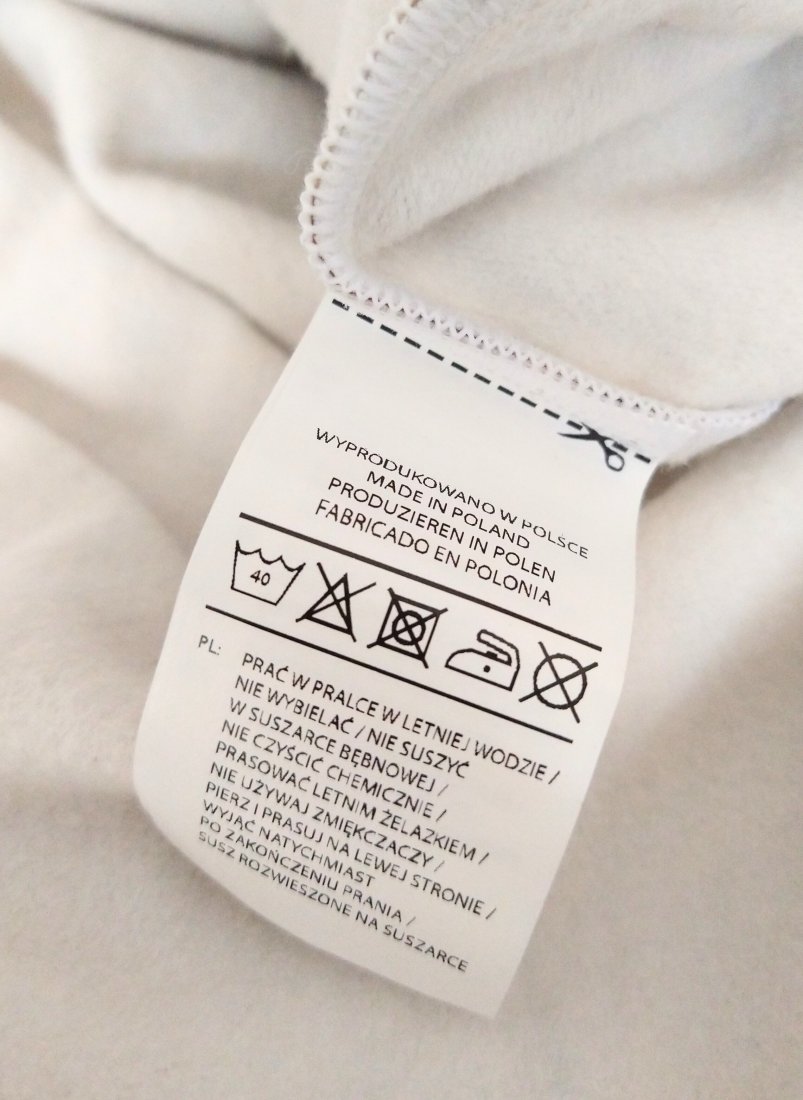 WYPRODUKOWANO W POLSCE
MADE IN POLAND
PRODUZIEREN IN POLEN
FABRICADO EN POLONIA
40
PL: PRAĆ W PRALCE W LETNIEJ WODZIE /
NIE WYBIELAĆ / NIE SUSZYĆ
W SUSZARCE BĘBNOWEJ /
NIE CZYŚCIĆ CHEMICZNIE /
PRASOWAĆ LETNIM ŻELAZKIEM /
NIE UŻYWAJ ZMIĘKCZACZY /
PIERZ I PRASUJ NA LEWEJ STRONIE /
WYJĄĆ NATYCHMIAST
PO ZAKOŃCZENIU PRANIA /
SUSZ ROZWIESZONE NA SUSZARCE